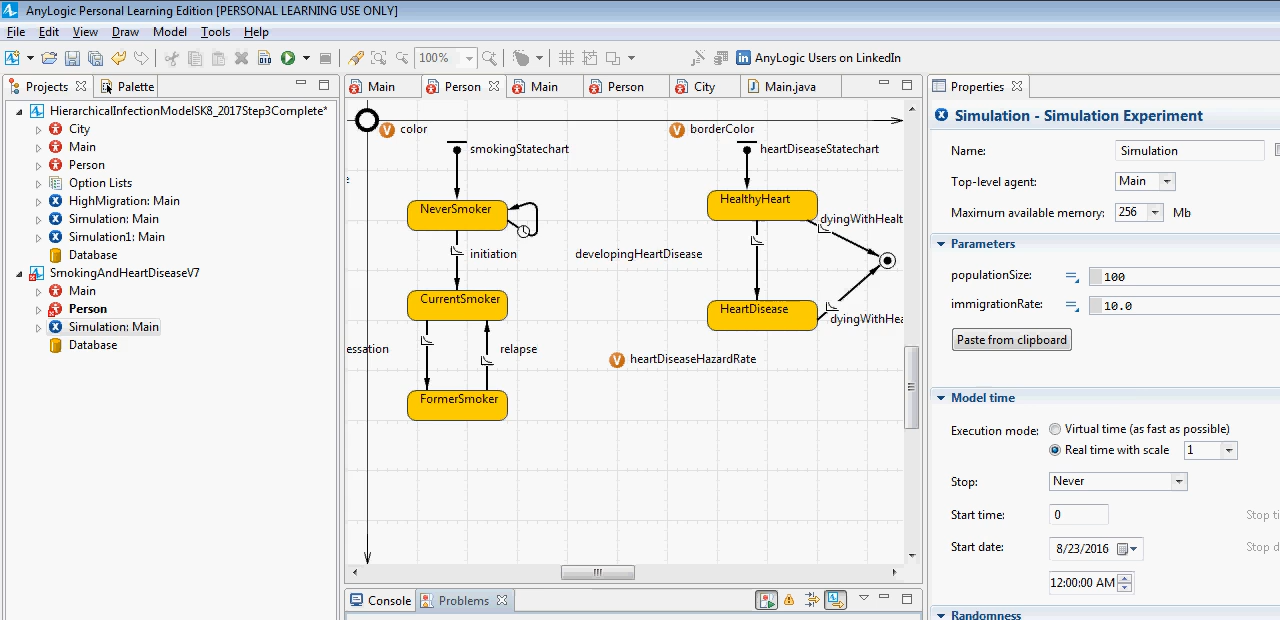 AnyLogic Personal Learning Edition [PERSONAL LEARNING USE ONLY]
File Edit View Draw Model Tools Help
100% AnyLogic Users on LinkedIn
Projects Palette
HierarchicalInfectionModelSK8_2017Step3Complete*
City
Main
Person
Option Lists
HighMigration: Main
Simulation: Main
Simulation1: Main
Database
SmokingAndHeartDiseaseV7
Main
Person
Simulation: Main
Database
Main Person Main Person City Main.java
color borderColor
smokingStatechart heartDiseaseStatechart
NeverSmoker HealthyHeart
dyingWithHealt
initiation developingHeartDisease
CurrentSmoker HeartDisease
dyingWithHea
essation relapse
heartDiseaseHazardRate
FormerSmoker
Console Problems
Properties
Simulation - Simulation Experiment
Name: Simulation
Top-level agent: Main
Maximum available memory: 256 Mb
Parameters
populationSize: 100
immigrationRate: 10.0
Paste from clipboard
Model time
Execution mode: Virtual time (as fast as possible)
Real time with scale 1
Stop: Never
Start time: 0 Stop ti
Start date: 8/23/2016 Stop d
12:00:00 AM
Randomness